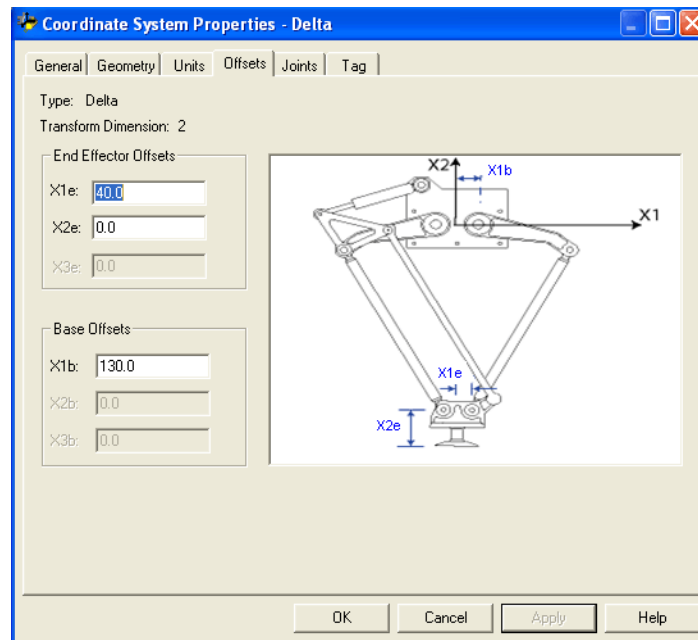 Coordinate System Properties - Delta
General Geometry Units Offsets Joints Tag
Type: Delta
Transform Dimension: 2
End Effector Offsets
X1e: 40.0
X2e: 0.0
X3e: 0.0
Base Offsets
X1b: 130.0
X2b: 0.0
X3b: 0.0
X2
X1b
X1
X1e
X2e
OK Cancel Apply Help